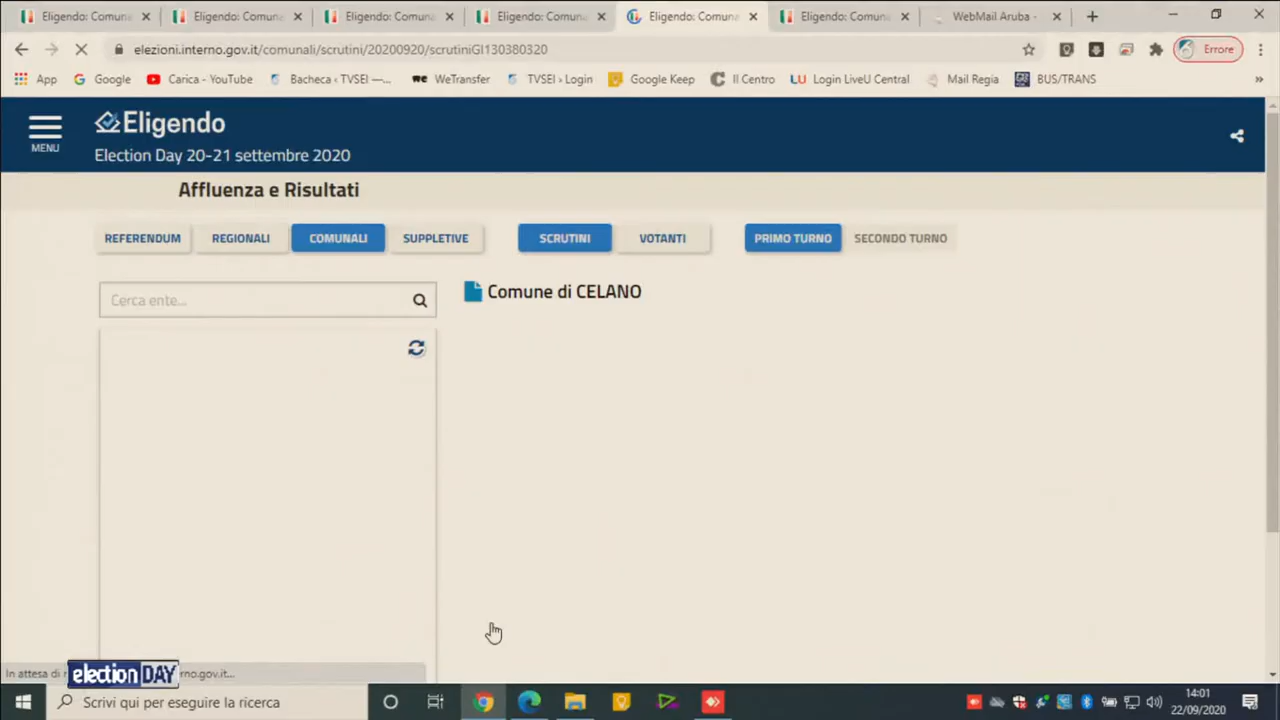 Eligendo: Comuna
Eligendo: Comuna
Eligendo: Comuna
Eligendo: Comuna
Eligendo: Comuna
Eligendo: Comuna
WebMail Aruba -
elezioni.interno.gov.it/comunali/scrutini/20200920/scrutiniGI130380320
Errore
App
Google
Carica - YouTube
Bacheca ‹ TVSEI —...
we WeTransfer
TVSEI › Login
Google Keep
Il Centro
LU Login LiveU Central
Mail Regia
BUS/TRANS
»
MENU
Eligendo
Election Day 20-21 settembre 2020
Affluenza e Risultati
REFERENDUM
REGIONALI
COMUNALI
SUPPLETIVE
SCRUTINI
VOTANTI
PRIMO TURNO
SECONDO TURNO
Cerca ente...
Comune di CELANO
In attesa di
rno.gov.it...
election DAY
Scrivi qui per eseguire la ricerca
14:01
22/09/2020